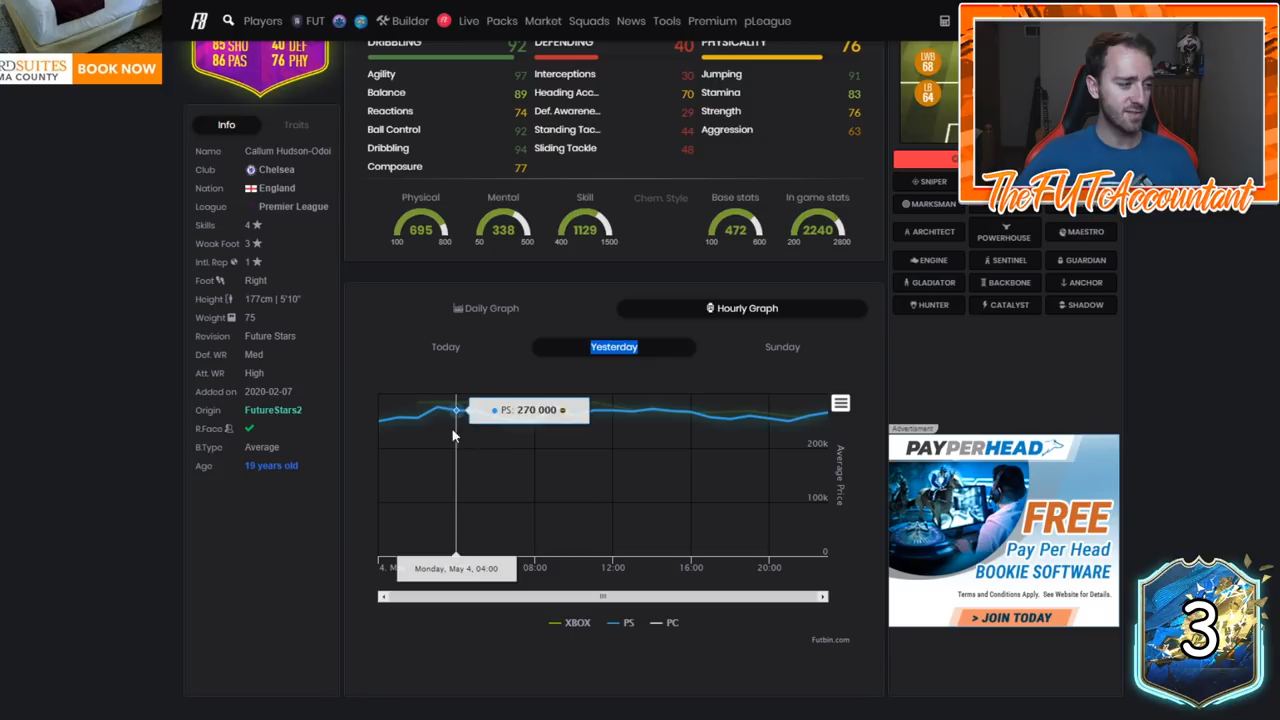 RDSUITES
MA COUNTY
BOOK NOW
FB
Players
FUT
Builder
Live
Packs
Market
Squads
News
Tools
Premium
pLeague
85 SHO 40 DEF
86 PAS 76 PHY
DRIBBLING 92
Agility 97
Balance 89
Reactions 74
Ball Control 92
Dribbling 94
Composure 77
DEFENDING 40
Interceptions 30
Heading Acc... 70
Def. Awarene... 29
Standing Tac... 44
Sliding Tackle 48
PHYSICALITY 76
Jumping 91
Stamina 83
Strength 76
Aggression 63
LWB
68
LB
64
Info
Traits
Name Callum Hudson-Odoi
Club Chelsea
Nation England
League Premier League
Skills 4
Weak Foot 3
Intl. Rep 1
Foot Right
Height 177cm | 5'10"
Weight 75
Revision Future Stars
Def. WR Med
Att. WR High
Added on 2020-02-07
Origin FutureStars2
R.Face
B.Type Average
Age 19 years old
Physical
695
100 800
Mental
338
50 500
Skill
1129
400 1500
Chem. Style
Base stats
472
100 600
In game stats
2240
200 2800
SNIPER
MARKSMAN
ARCHITECT
POWERHOUSE
MAESTRO
ENGINE
SENTINEL
GUARDIAN
GLADIATOR
BACKBONE
ANCHOR
HUNTER
CATALYST
SHADOW
TheFUTAccountant
Daily Graph
Hourly Graph
Today
Yesterday
Sunday
PS: 270 000
200k
100k
0
Average Price
Monday, May 4, 04:00
08:00
12:00
16:00
20:00
XBOX
PS
PC
Futbin.com
Advertisment
PAYPERHEAD
FREE
Pay Per Head
BOOKIE SOFTWARE
Terms and Conditions Apply. See Website for Details.
> JOIN TODAY
3